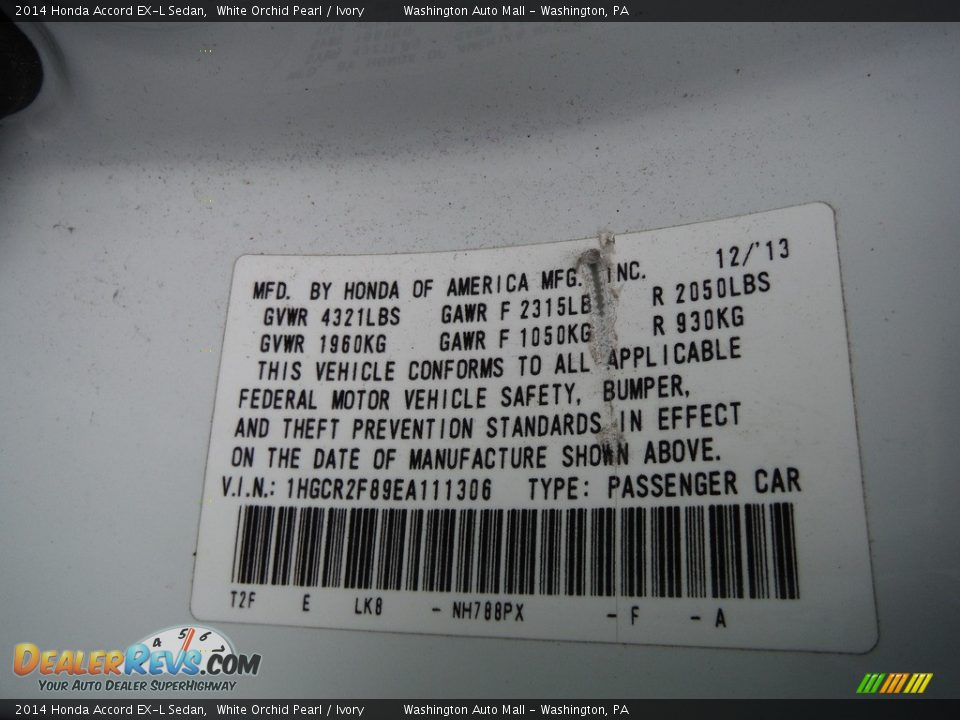 2014 Honda Accord EX-L Sedan, White Orchid Pearl / Ivory Washington Auto Mall - Washington, PA
MFD. BY HONDA OF AMERICA MFG. INC. 12/'13
GVWR 4321LBS GAWR F 2315LB R 2050LBS
GVWR 1960KG GAWR F 1050KG R 930KG
THIS VEHICLE CONFORMS TO ALL APPLICABLE
FEDERAL MOTOR VEHICLE SAFETY, BUMPER,
AND THEFT PREVENTION STANDARDS IN EFFECT
ON THE DATE OF MANUFACTURE SHOWN ABOVE.
V.I.N.: 1HGCR2F89EA111306 TYPE: PASSENGER CAR
T2F E LK8 - NH788PX - F - A
4 5 6
DEALERREVS.COM
YOUR AUTO DEALER SUPERHIGHWAY
2014 Honda Accord EX-L Sedan, White Orchid Pearl / Ivory Washington Auto Mall - Washington, PA